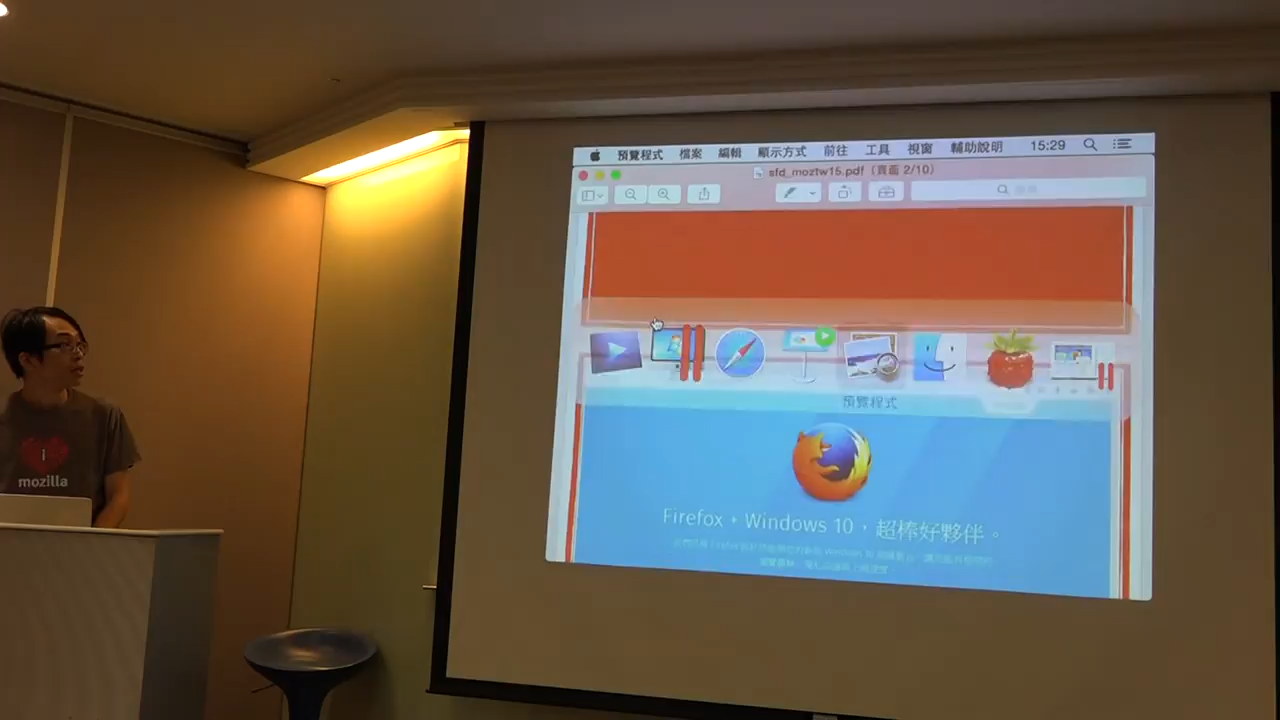 預覽程式 檔案 編輯 顯示方式 前往 工具 視窗 輔助說明 15:29
sfd_moztw15.pdf（頁面 2/10）
預覽程式
Firefox + Windows 10，超棒好夥伴。
i
mozilla